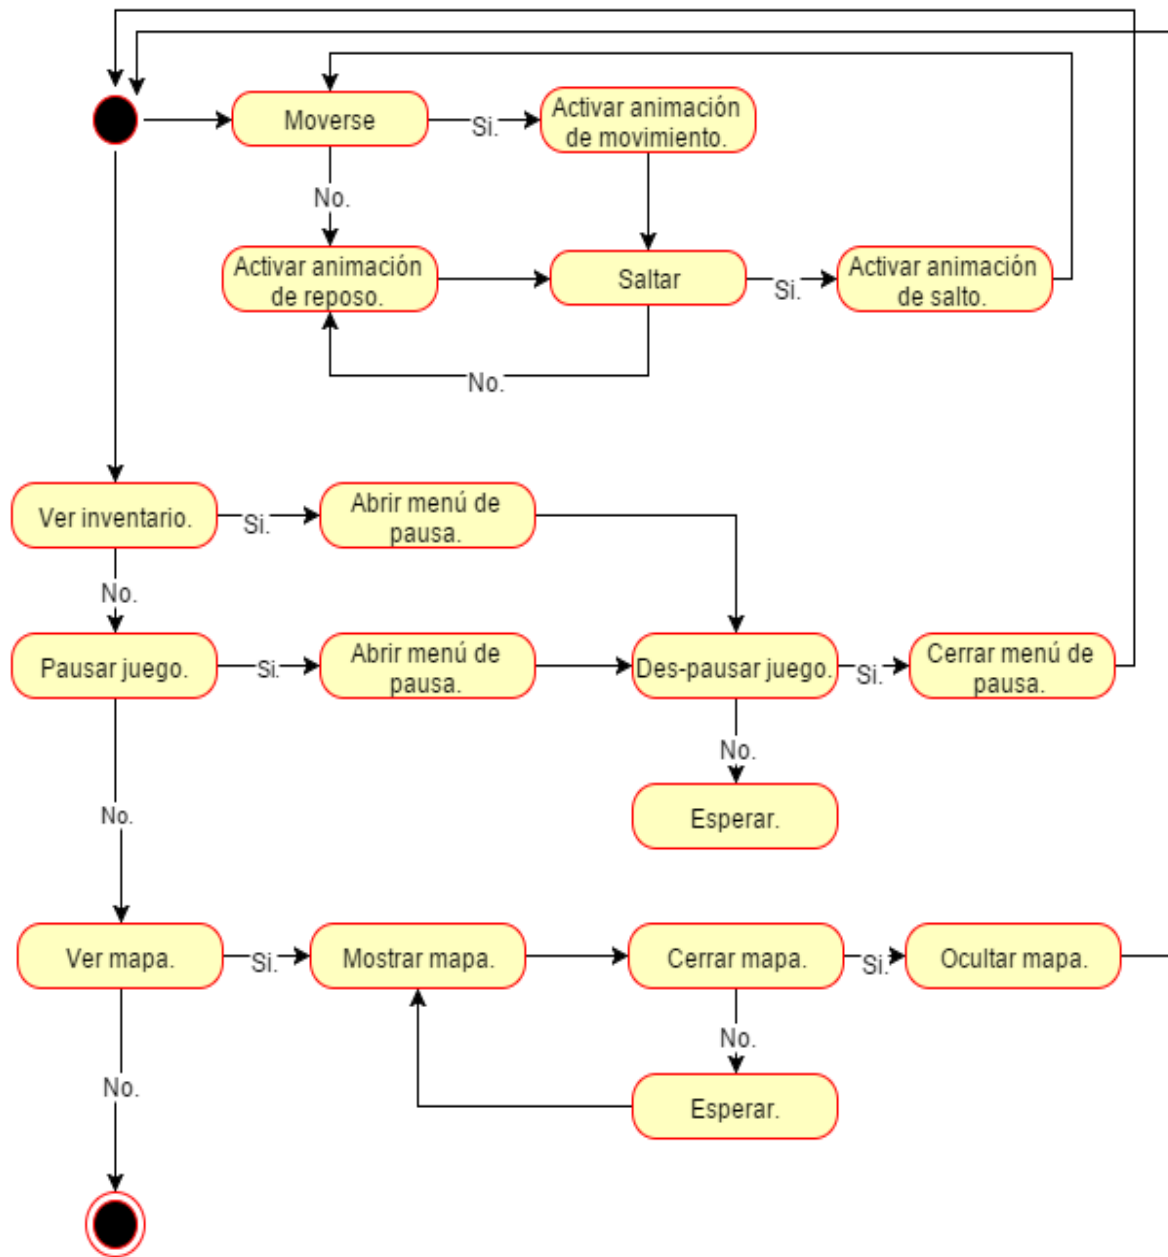 Moverse
Si.
Activar animación
de movimiento.
No.
Activar animación
de reposo.
Saltar
Si.
Activar animación
de salto.
No.
Ver inventario.
Si.
Abrir menú de
pausa.
No.
Pausar juego.
Si.
Abrir menú de
pausa.
Des-pausar juego.
Si.
Cerrar menú de
pausa.
No.
Esperar.
No.
Ver mapa.
Si.
Mostrar mapa.
Cerrar mapa.
Si.
Ocultar mapa.
No.
Esperar.
No.